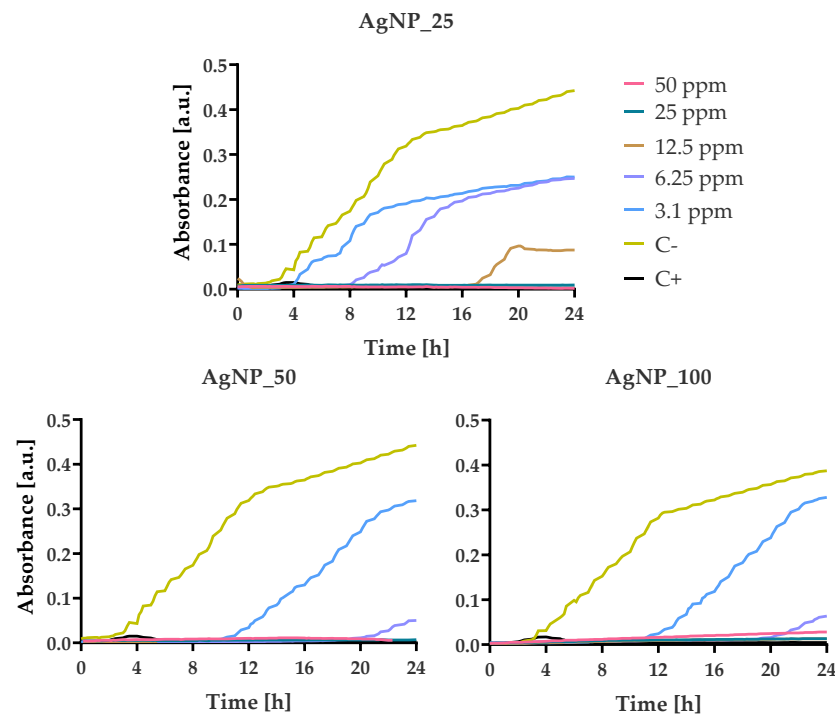 AgNP_25
Absorbance [a.u.]
0.5
0.4
0.3
0.2
0.1
0.0
0 4 8 12 16 20 24
Time [h]
50 ppm
25 ppm
12.5 ppm
6.25 ppm
3.1 ppm
C-
C+
AgNP_50
Absorbance [a.u.]
0.5
0.4
0.3
0.2
0.1
0.0
0 4 8 12 16 20 24
Time [h]
AgNP_100
0.5
0.4
0.3
0.2
0.1
0.0
0 4 8 12 16 20 24
Time [h]